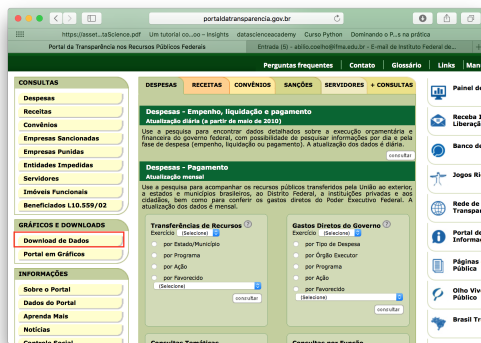 portaldatransparencia.gov.br
https://asset...taScience.pdf Um tutorial co...oo – Insights datascienceacademy Curso Python Dominando o P...s na prática
Portal da Transparência nos Recursos Públicos Federais
Entrada (5) - abilio.coelho@ifma.edu.br - E-mail de Instituto Federal de...
Perguntas frequentes Contato Glossário Links Man
CONSULTAS
Despesas
Receitas
Convênios
Empresas Sancionadas
Empresas Punidas
Entidades Impedidas
Servidores
Imóveis Funcionais
Beneficiados L10.559/02
GRÁFICOS E DOWNLOADS
Download de Dados
Portal em Gráficos
INFORMAÇÕES
Sobre o Portal
Dados do Portal
Aprenda Mais
Notícias
Controle Social
DESPESAS RECEITAS CONVÊNIOS SANÇÕES SERVIDORES + CONSULTAS
Despesas - Empenho, liquidação e pagamento
Atualização diária (a partir de maio de 2010)
Use a pesquisa para encontrar dados detalhados sobre a execução orçamentária e
financeira do governo federal, com possibilidade de pesquisar informações por dia e pela
fase de despesa (empenho, liquidação ou pagamento). A atualização dos dados é diária.
consultar
Despesas - Pagamento
Atualização mensal
Use a pesquisa para acompanhar os recursos públicos transferidos pela União ao exterior,
a estados e municípios brasileiros, ao Distrito Federal, a instituições privadas e aos
cidadãos, bem como para conferir os gastos diretos do Poder Executivo Federal. A
atualização dos dados é mensal.
Transferências de Recursos ?
Exercício (Selecione)
por Estado/Município
por Programa
por Ação
por Favorecido
(Selecione)
consultar
Gastos Diretos do Governo ?
Exercício (Selecione)
por Tipo de Despesa
por Órgão Executor
por Programa
por Ação
por Favorecido
(Selecione)
consultar
Consultas Temáticas
Consultas por Função
Painel de
Receba I
Liberaçã
Banco de
Jogos Ri
Rede de
Transpar
Portal de
Informaç
Páginas
Pública
Olho Viv
Público
Brasil Tr